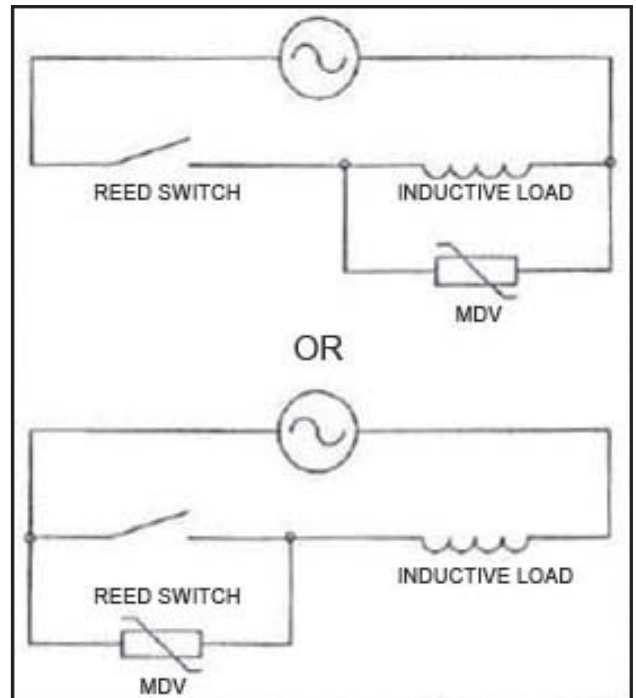 REED SWITCH INDUCTIVE LOAD
MDV
OR
INDUCTIVE LOAD
REED SWITCH
MDV